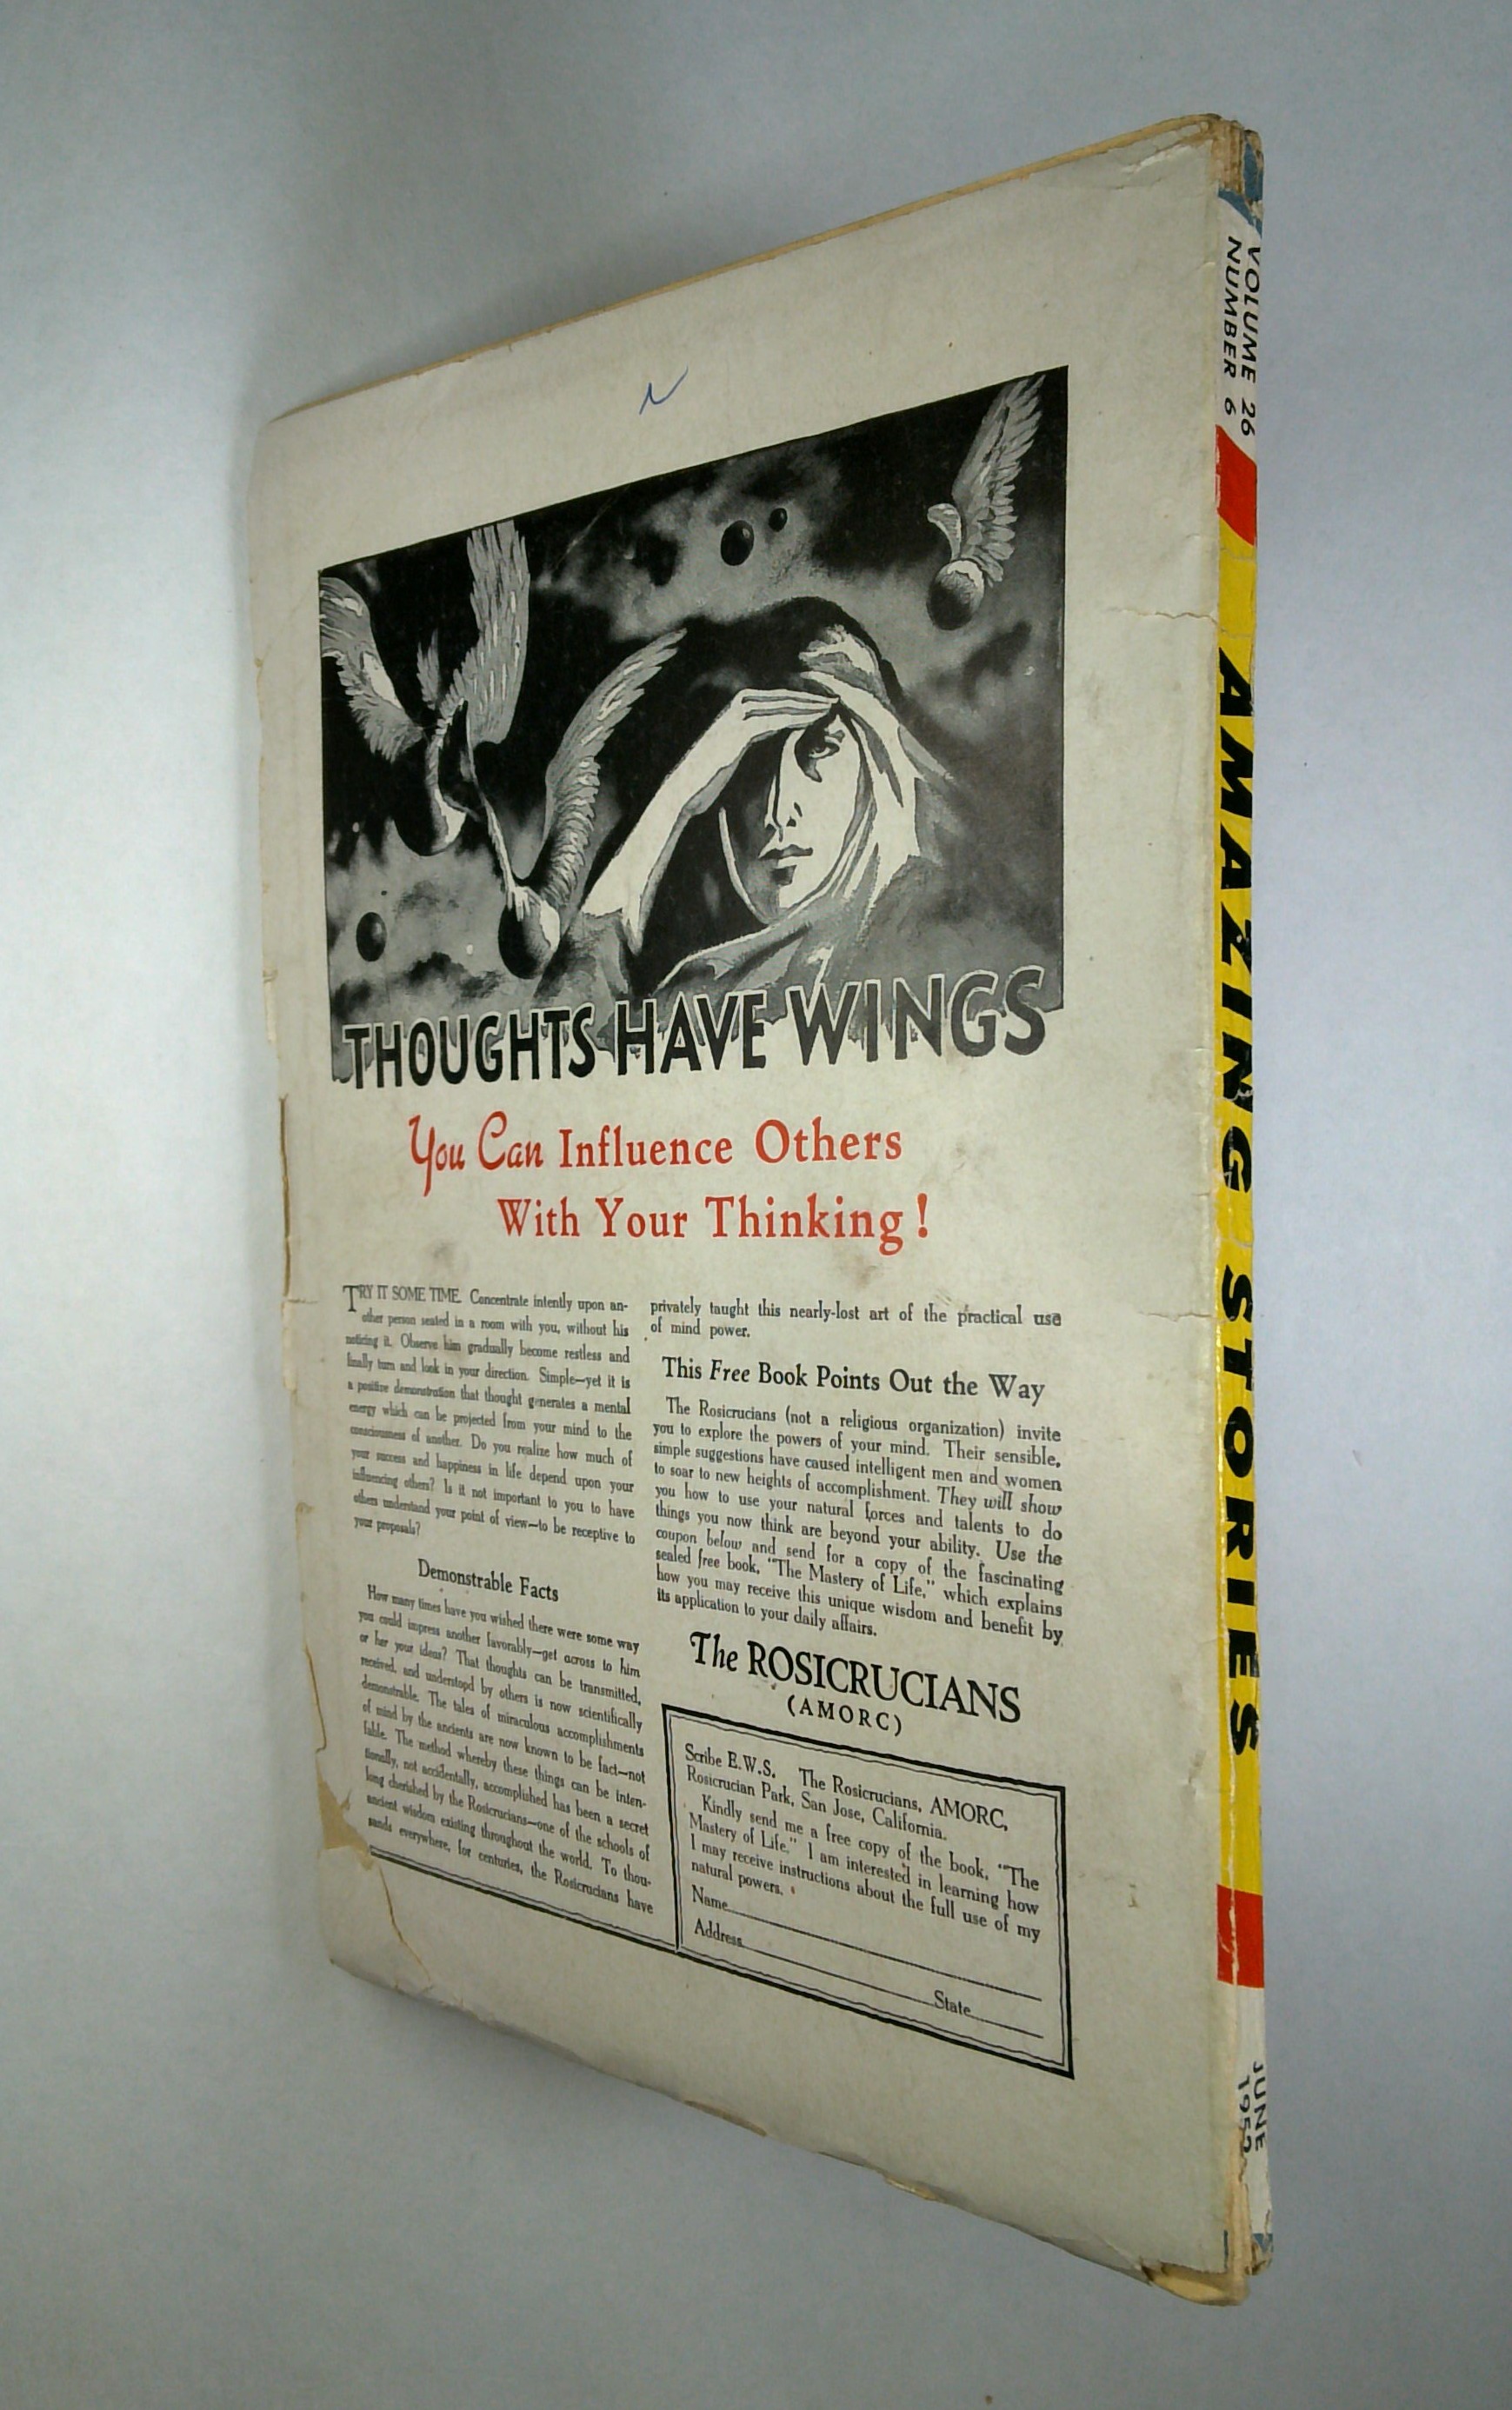 THOUGHTS HAVE WINGS
You Can Influence Others
With Your Thinking!
TRY IT SOME TIME. Concentrate intently upon an-
other person seated in a room with you, without his
noticing it. Observe him gradually become restless and
finally turn and look in your direction. Simple—yet it is
a positive demonstration that thought generates a mental
energy which can be projected from your mind to the
consciousness of another. Do you realize how much of
your success and happiness in life depend upon your
influencing others? Is it not important to you to have
others understand your point of view—to be receptive to
your proposals?
Demonstrable Facts
How many times have you wished there were some way
you could impress another favorably—get across to him
or her your ideas? That thoughts can be transmitted,
received, and understood by others is now scientifically
demonstrable. The tales of miraculous accomplishments
of mind by the ancients are now known to be fact—not
fable. The method whereby these things can be inten-
tionally, not accidentally, accomplished has been a secret
long cherished by the Rosicrucians—one of the schools of
ancient wisdom existing throughout the world. To thou-
sands everywhere, for centuries, the Rosicrucians have
privately taught this nearly-lost art of the practical use
of mind power.
This Free Book Points Out the Way
The Rosicrucians (not a religious organization) invite
you to explore the powers of your mind. Their sensible,
simple suggestions have caused intelligent men and women
to soar to new heights of accomplishment. They will show
you how to use your natural forces and talents to do
things you now think are beyond your ability. Use the
coupon below and send for a copy of the fascinating
sealed free book, "The Mastery of Life," which explains
how you may receive this unique wisdom and benefit by
its application to your daily affairs.
The ROSICRUCIANS
(AMORC)
Scribe E.W.S. The Rosicrucians, AMORC,
Rosicrucian Park, San Jose, California.
Kindly send me a free copy of the book, "The
Mastery of Life." I am interested in learning how
I may receive instructions about the full use of my
natural powers.
Name
Address
State
VOLUME 26
NUMBER 6
AMAZING STORIES
JUNE
1952